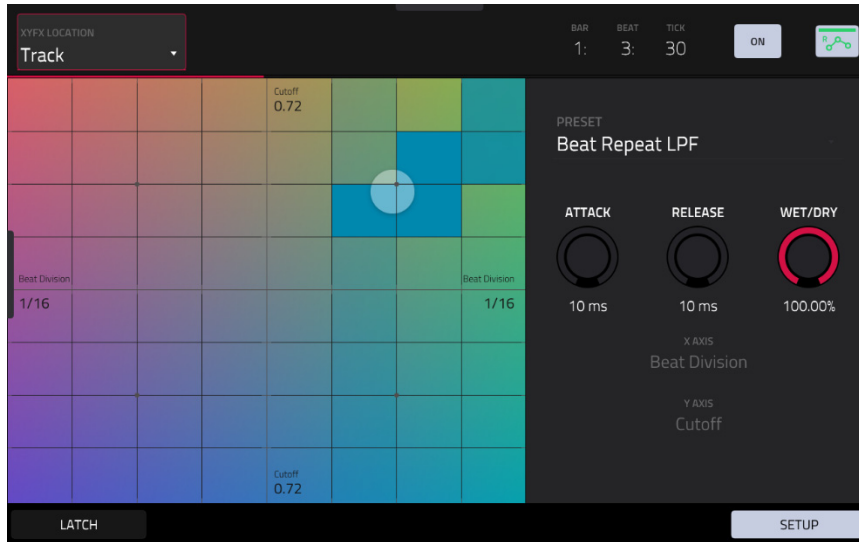 XYFX LOCATION
Track
BAR BEAT TICK
1: 3: 30
ON
R
Cutoff
0.72
PRESET
Beat Repeat LPF
ATTACK RELEASE WET/DRY
10 ms 10 ms 100.00%
Beat Division
1/16
Beat Division
1/16
X AXIS
Beat Division
Y AXIS
Cutoff
Cutoff
0.72
LATCH
SETUP